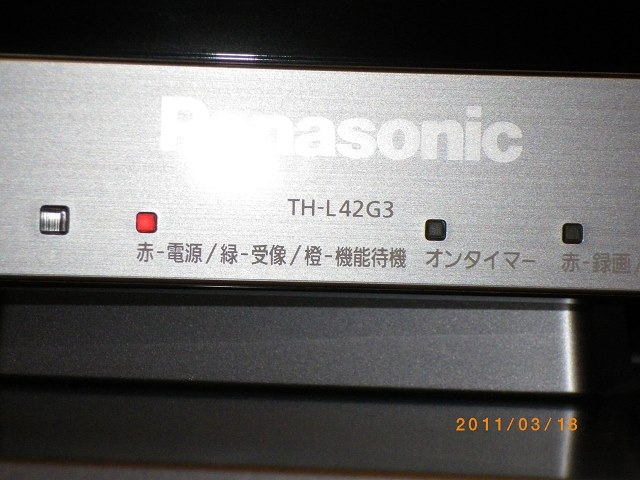 Panasonic
TH-L42G3
赤-電源/緑-受像/橙-機能待機 オンタイマー 赤-録画
2011/03/13